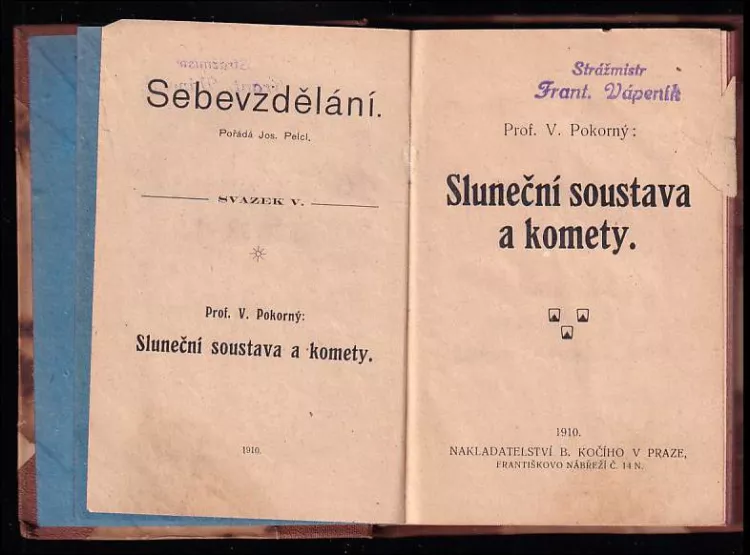 Sebevzdělání.
Pořádá Jos. Pelcl.
SVAZEK V.
Prof. V. Pokorný:
Sluneční soustava a komety.
1910.
Strážmistr
Frant. Vápeník
Prof. V. Pokorný:
Sluneční soustava
a komety.
1910.
NAKLADATELSTVÍ B. KOČÍHO V PRAZE,
FRANTIŠKOVO NÁBŘEŽÍ Č. 14 N.